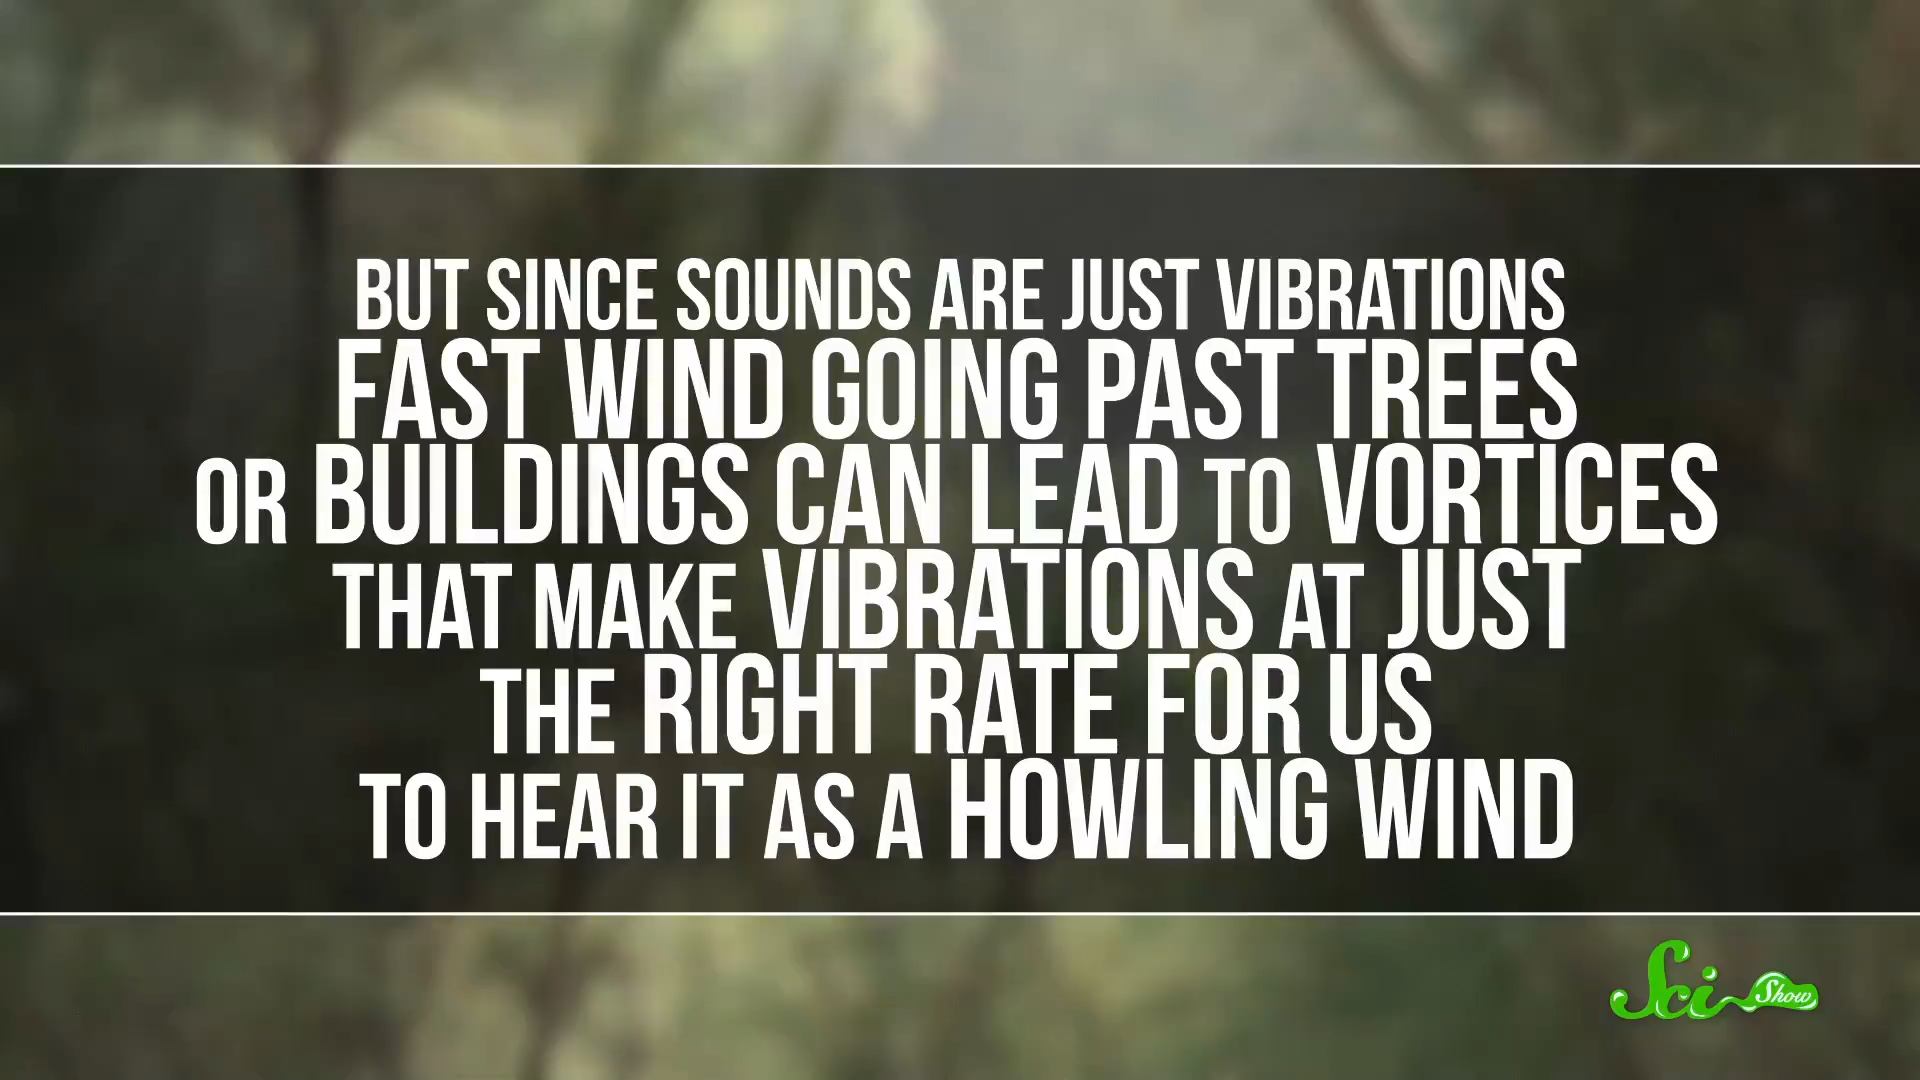 BUT SINCE SOUNDS ARE JUST VIBRATIONS
FAST WIND GOING PAST TREES
OR BUILDINGS CAN LEAD TO VORTICES
THAT MAKE VIBRATIONS AT JUST
THE RIGHT RATE FOR US
TO HEAR IT AS A HOWLING WIND
Sci Show